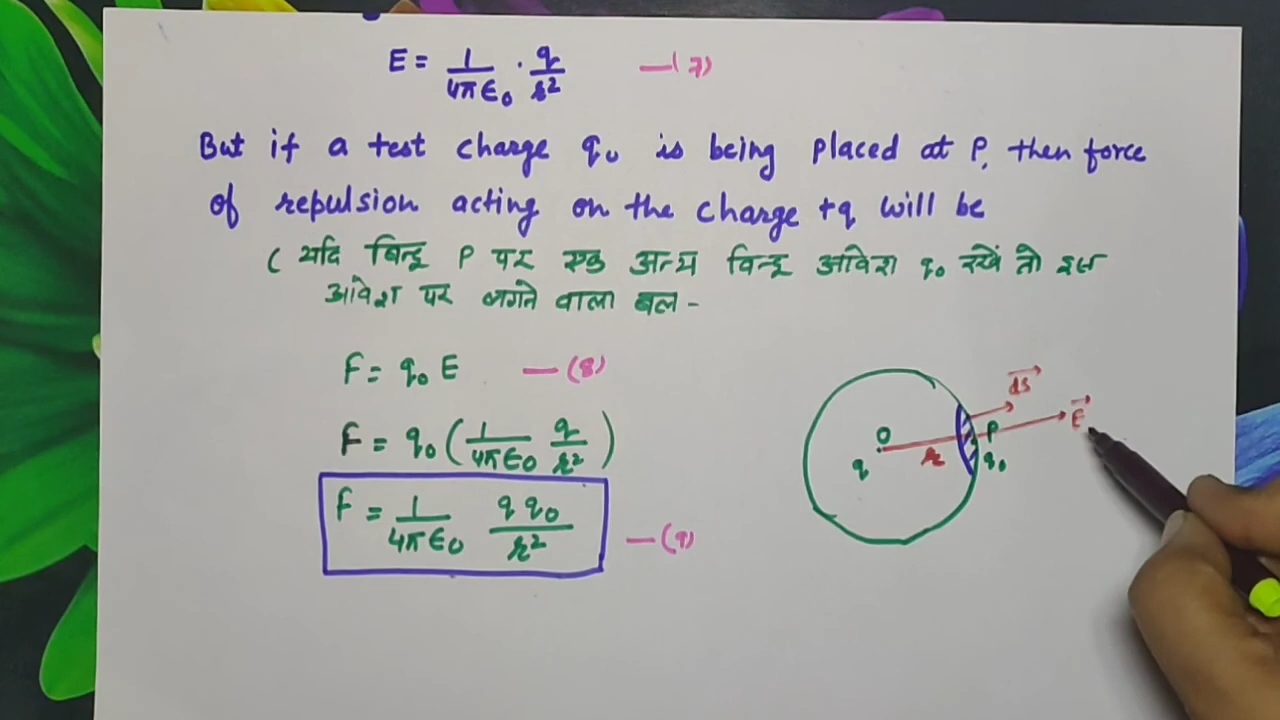 E = 1/4πϵ₀ · q/r² —(7)
But if a test charge q₀ is being placed at P, then force
of repulsion acting on the charge +q will be
( यदि बिन्दू P पर एक अन्य विन्दू आवेश q₀ रखें तो इस
आवेश पर लगने वाला बल -
F = q₀ E —(8)
F = q₀ (1/4πϵ₀ q/r²)
F = 1/4πϵ₀ q q₀/r² —(9)
d⃗s
E⃗
O
P
q
r
q₀